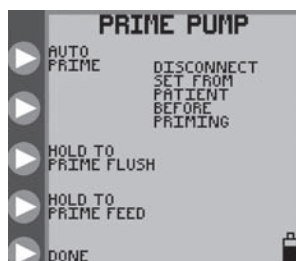 PRIME PUMP
AUTO
PRIME
DISCONNECT
SET FROM
PATIENT
BEFORE
PRIMING
HOLD TO
PRIME FLUSH
HOLD TO
PRIME FEED
DONE